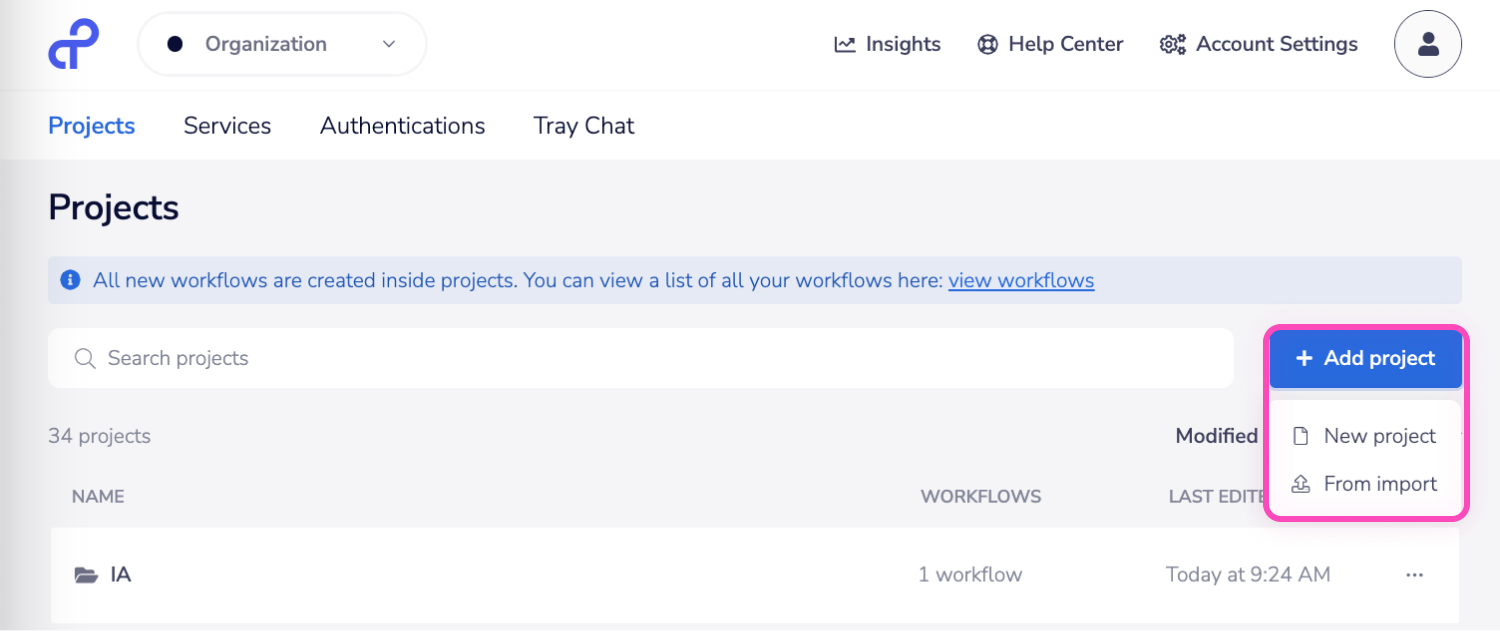 Organization
Insights
Help Center
Account Settings
Projects
Services
Authentications
Tray Chat
Projects
All new workflows are created inside projects. You can view a list of all your workflows here: view workflows
Search projects
+ Add project
34 projects
Modified
New project
From import
NAME
WORKFLOWS
LAST EDITE
IA
1 workflow
Today at 9:24 AM